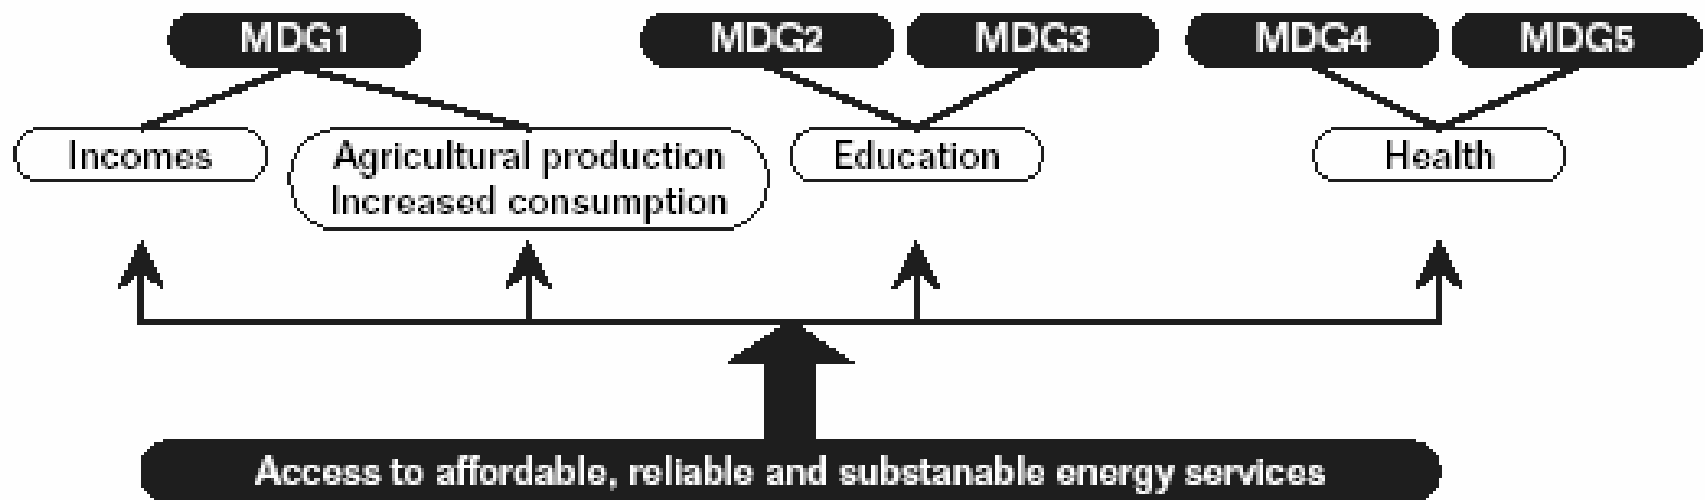 MDG1
MDG2
MDG3
MDG4
MDG5
Incomes
Agricultural production
Increased consumption
Education
Health
Access to affordable, reliable and substanable energy services